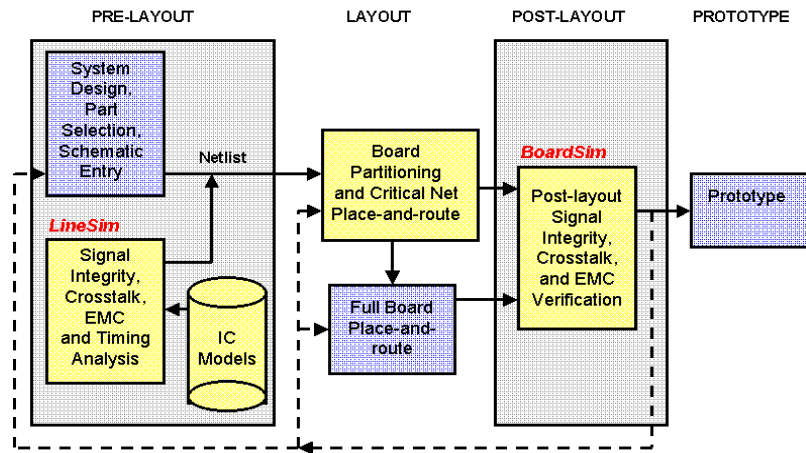 PRE-LAYOUT
LAYOUT
POST-LAYOUT
PROTOTYPE
System
Design,
Part
Selection,
Schematic
Entry
Netlist
LineSim
Signal
Integrity,
Crosstalk,
EMC
and Timing
Analysis
IC
Models
Board
Partitioning
and Critical Net
Place-and-route
Full Board
Place-and-
route
BoardSim
Post-layout
Signal
Integrity,
Crosstalk,
and EMC
Verification
Prototype